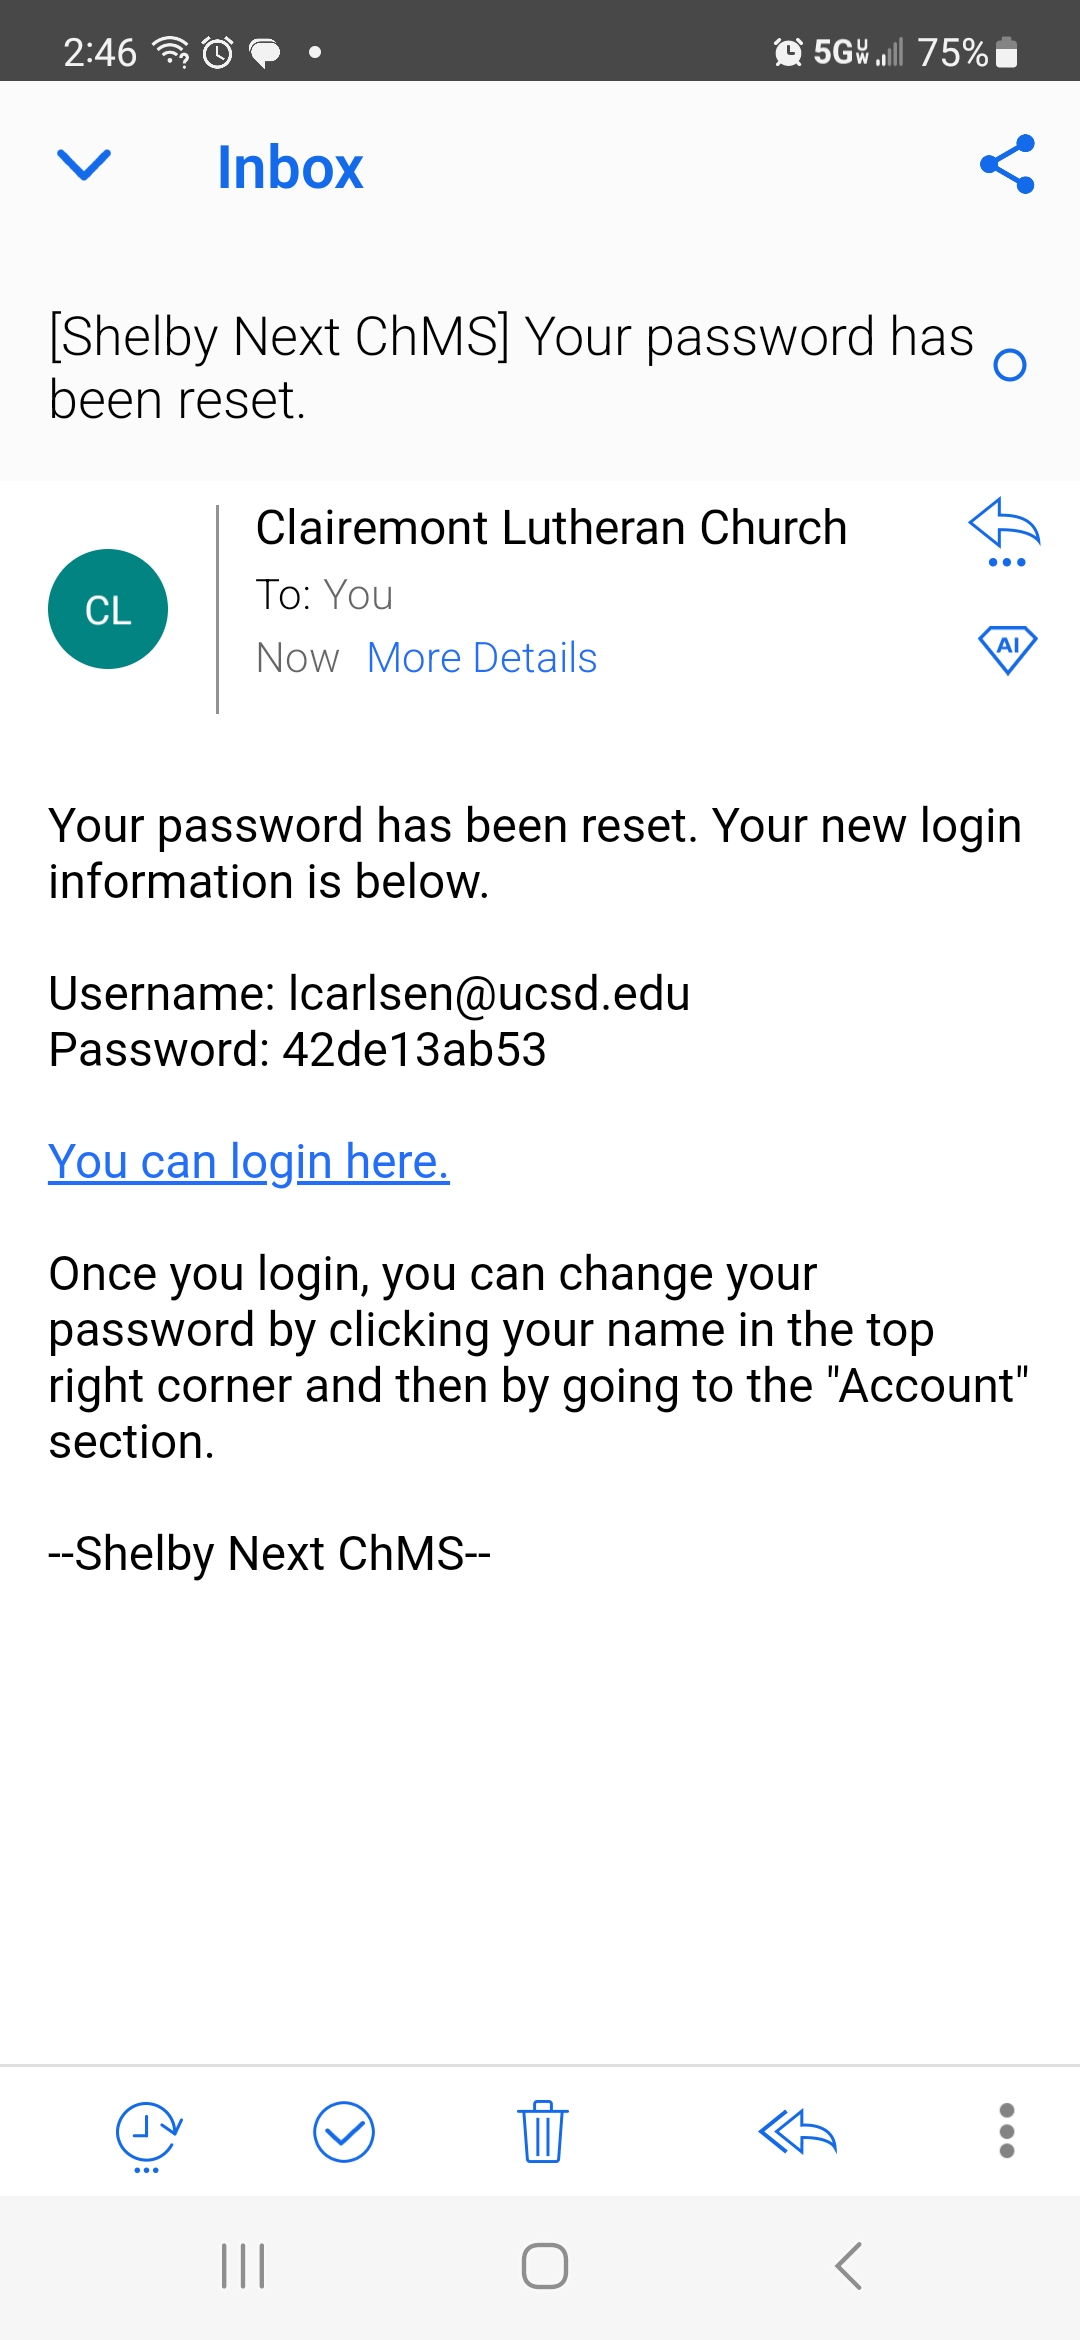 2:46
5G UW 75%
Inbox
[Shelby Next ChMS] Your password has
been reset.
CL
Clairemont Lutheran Church
To: You
Now More Details
AI
Your password has been reset. Your new login
information is below.
Username: lcarlsen@ucsd.edu
Password: 42de13ab53
You can login here.
Once you login, you can change your
password by clicking your name in the top
right corner and then by going to the "Account"
section.
--Shelby Next ChMS--